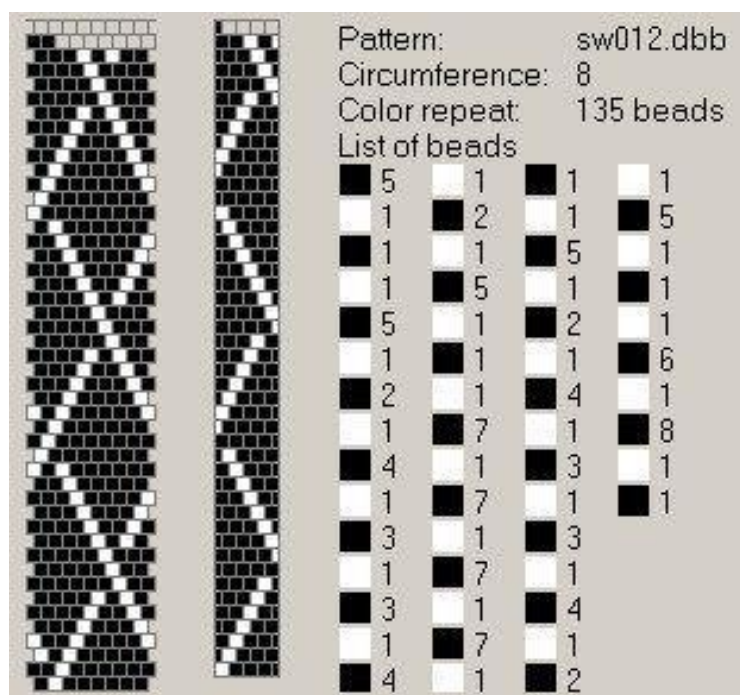 Pattern: sw012.dbb
Circumference: 8
Color repeat: 135 beads
List of beads
5 1 1 1
1 2 1 5
1 1 5 1
1 5 1 1
5 1 2 1
1 1 1 6
2 1 4 1
1 7 1 8
4 1 3 1
1 7 1 1
3 1 3
1 7 1
3 1 4
1 7 1
4 1 2